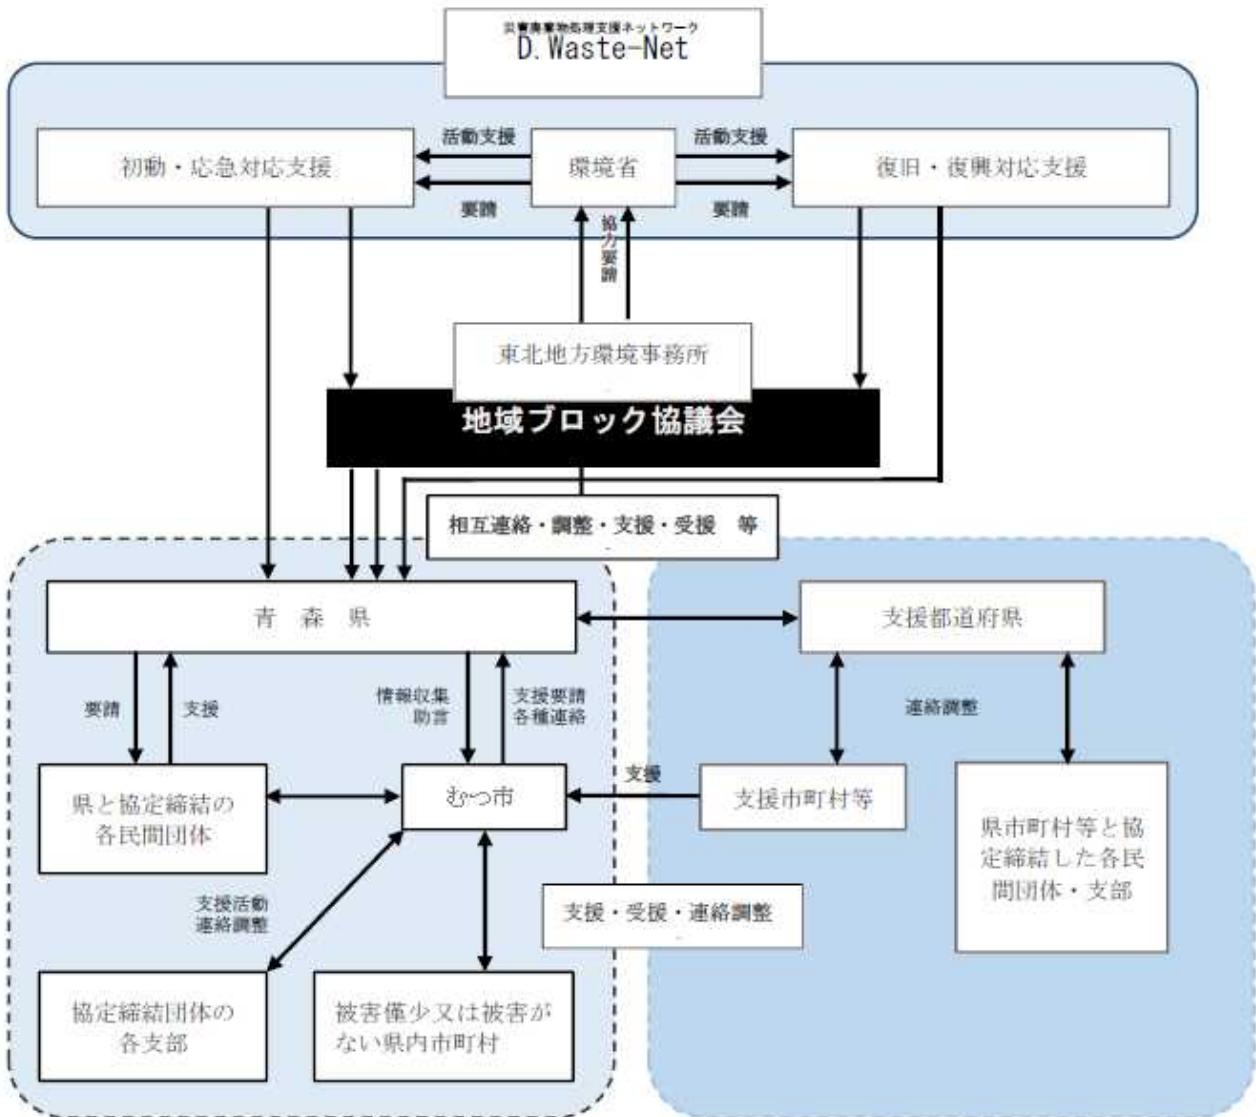 災害廃棄物処理支援ネットワーク
D.Waste-Net
活動支援
活動支援
初動・応急対応支援
環境省
復旧・復興対応支援
要請
要請
協力要請
東北地方環境事務所
地域ブロック協議会
相互連絡・調整・支援・受援　等
青　森　県
支援都道府県
要請
支援
情報収集
助言
支援要請
各種連絡
連絡調整
県と協定締結の
各民間団体
むつ市
支援
支援市町村等
県市町村等と協
定締結した各民
間団体・支部
支援活動
連絡調整
支援・受援・連絡調整
協定締結団体の
各支部
被害僅少又は被害が
ない県内市町村